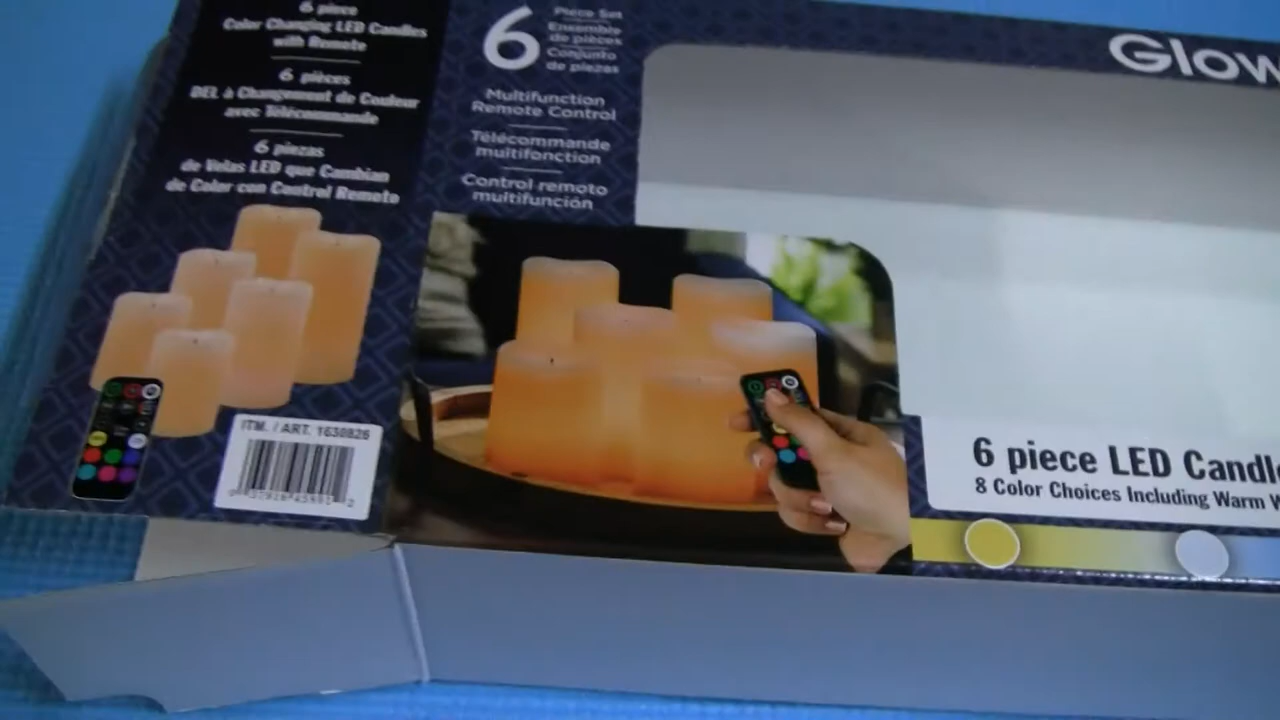 6 piece
Color Changing LED Candles
with Remote
6 pièces
DEL à Changement de Couleur
avec Télécommande
6 piezas
de Velas LED que Cambian
de Color con Control Remoto
ITM. / ART. 1630826
6
Piece Set
Ensemble
de pièces
Conjunto
de piezas
Multifunction
Remote Control
Télécommande
multifonction
Control remoto
multifunción
Glow
6 piece LED Candle
8 Color Choices Including Warm W